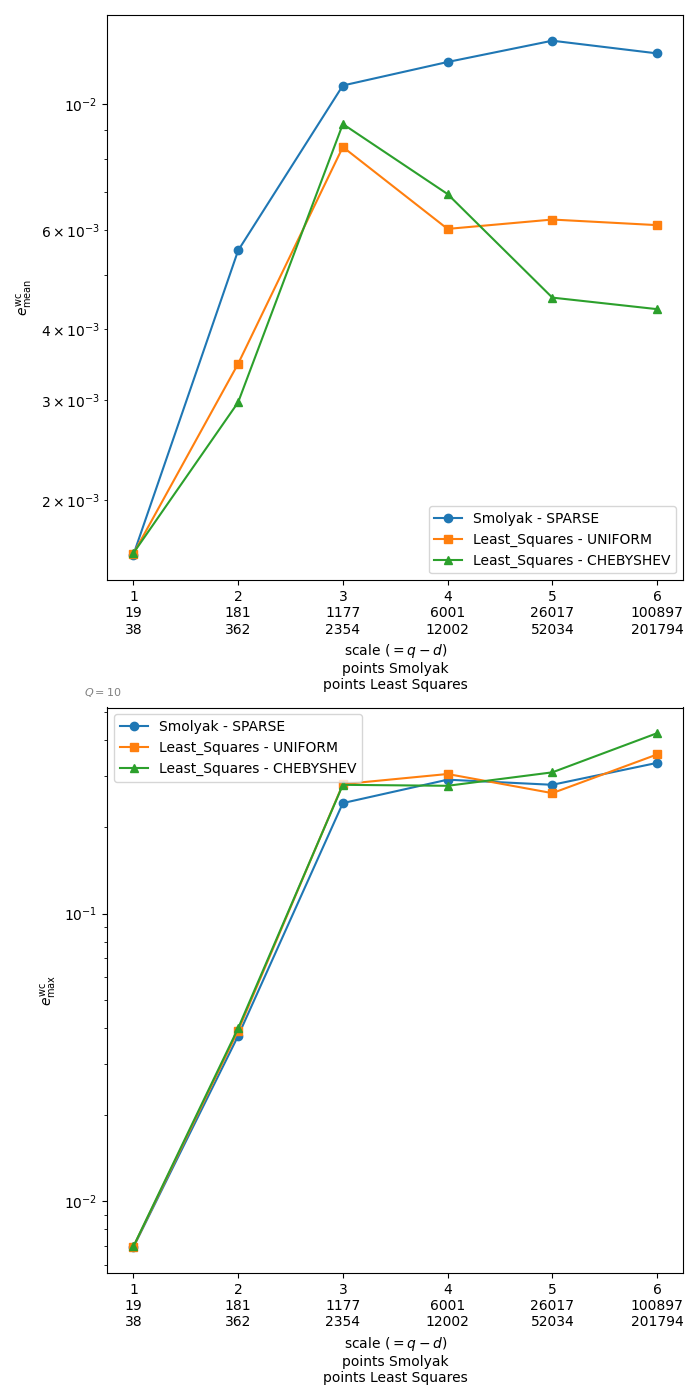 10⁻²
6 × 10⁻³
4 × 10⁻³
3 × 10⁻³
2 × 10⁻³
e^wc_mean
Smolyak - SPARSE
Least_Squares - UNIFORM
Least_Squares - CHEBYSHEV
1 2 3 4 5 6
19 181 1177 6001 26017 100897
38 362 2354 12002 52034 201794
scale (= q − d)
points Smolyak
points Least Squares
Q = 10
Smolyak - SPARSE
Least_Squares - UNIFORM
Least_Squares - CHEBYSHEV
10⁻¹
10⁻²
e^wc_max
1 2 3 4 5 6
19 181 1177 6001 26017 100897
38 362 2354 12002 52034 201794
scale (= q − d)
points Smolyak
points Least Squares